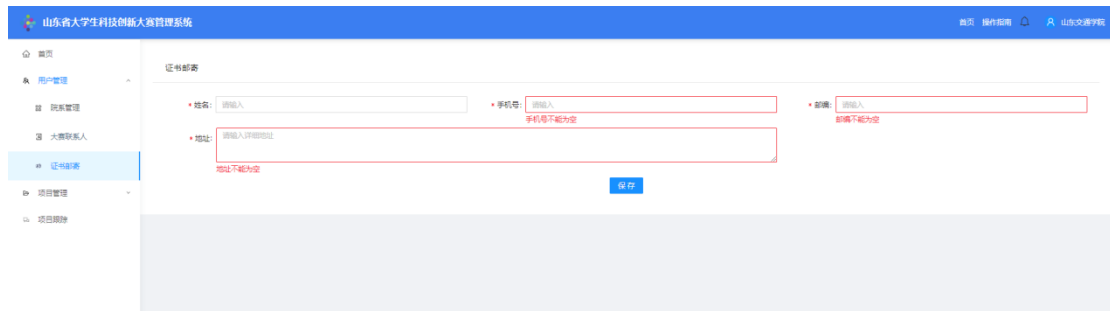 山东省大学生科技创新大赛管理系统
首页 操作指南 山东交通学院
首页
用户管理
院系管理
大赛联系人
证书邮寄
项目管理
项目跟踪
证书邮寄
* 姓名: 请输入
* 手机号: 请输入
手机号不能为空
* 邮编: 请输入
邮编不能为空
* 地址: 请输入详细地址
地址不能为空
保存